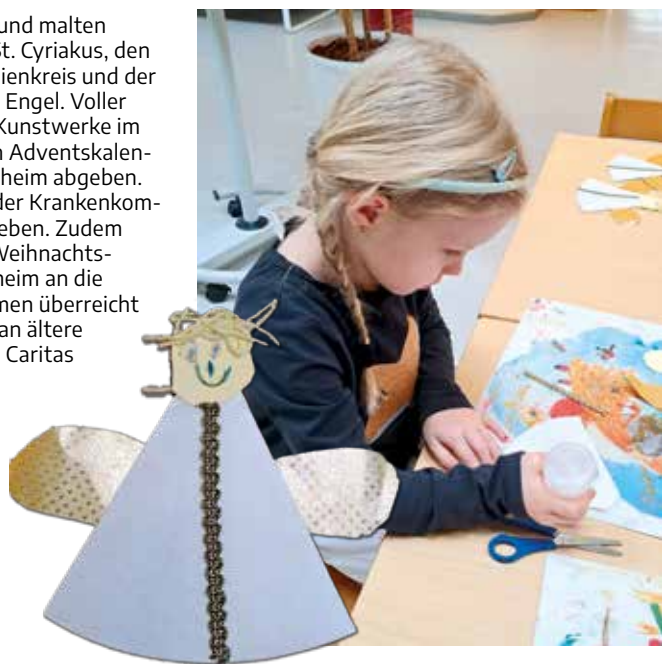 und malten
St. Cyriakus, den
ienkreis und der
Engel. Voller
Kunstwerke im
n Adventskalen-
heim abgeben.
der Krankenkom-
eben. Zudem
Weihnachts-
heim an die
men überreicht
an ältere
Caritas